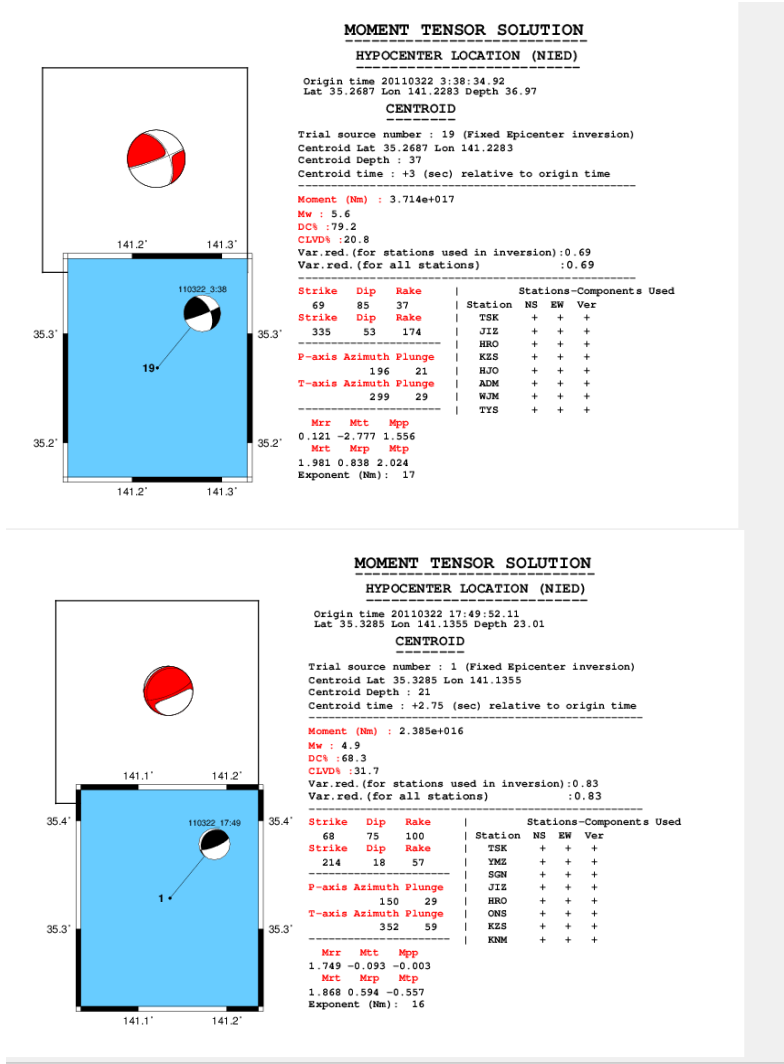 MOMENT TENSOR SOLUTION
HYPOCENTER LOCATION (NIED)
Origin time 20110322 3:38:34.92
Lat 35.2687 Lon 141.2283 Depth 36.97
CENTROID
Trial source number : 19 (Fixed Epicenter inversion)
Centroid Lat 35.2687 Lon 141.2283
Centroid Depth : 37
Centroid time : +3 (sec) relative to origin time
Moment (Nm) : 3.714e+017
Mw : 5.6
DC% :79.2
CLVD% :20.8
Var.red.(for stations used in inversion):0.69
Var.red.(for all stations) :0.69
Strike Dip Rake | Stations-Components Used
69 85 37 | Station NS EW Ver
Strike Dip Rake | TSK + + +
335 53 174 | JIZ + + +
| HRO + + +
P-axis Azimuth Plunge | KZS + + +
196 21 | HJO + + +
T-axis Azimuth Plunge | ADM + + +
299 29 | WJM + + +
| TYS + + +
Mrr Mtt Mpp
0.121 -2.777 1.556
Mrt Mrp Mtp
1.981 0.838 2.024
Exponent (Nm): 17
141.2° 141.3°
110322_3:38
35.3° 35.3°
19
35.2° 35.2°
141.2° 141.3°
MOMENT TENSOR SOLUTION
HYPOCENTER LOCATION (NIED)
Origin time 20110322 17:49:52.11
Lat 35.3285 Lon 141.1355 Depth 23.01
CENTROID
Trial source number : 1 (Fixed Epicenter inversion)
Centroid Lat 35.3285 Lon 141.1355
Centroid Depth : 21
Centroid time : +2.75 (sec) relative to origin time
Moment (Nm) : 2.385e+016
Mw : 4.9
DC% :68.3
CLVD% :31.7
Var.red.(for stations used in inversion):0.83
Var.red.(for all stations) :0.83
Strike Dip Rake | Stations-Components Used
68 75 100 | Station NS EW Ver
Strike Dip Rake | TSK + + +
214 18 57 | YMZ + + +
| SGN + + +
P-axis Azimuth Plunge | JIZ + + +
150 29 | HRO + + +
T-axis Azimuth Plunge | ONS + + +
352 59 | KZS + + +
| KNM + + +
Mrr Mtt Mpp
1.749 -0.093 -0.003
Mrt Mrp Mtp
1.868 0.594 -0.557
Exponent (Nm): 16
141.1° 141.2°
35.4° 35.4°
110322_17:49
1
35.3° 35.3°
141.1° 141.2°